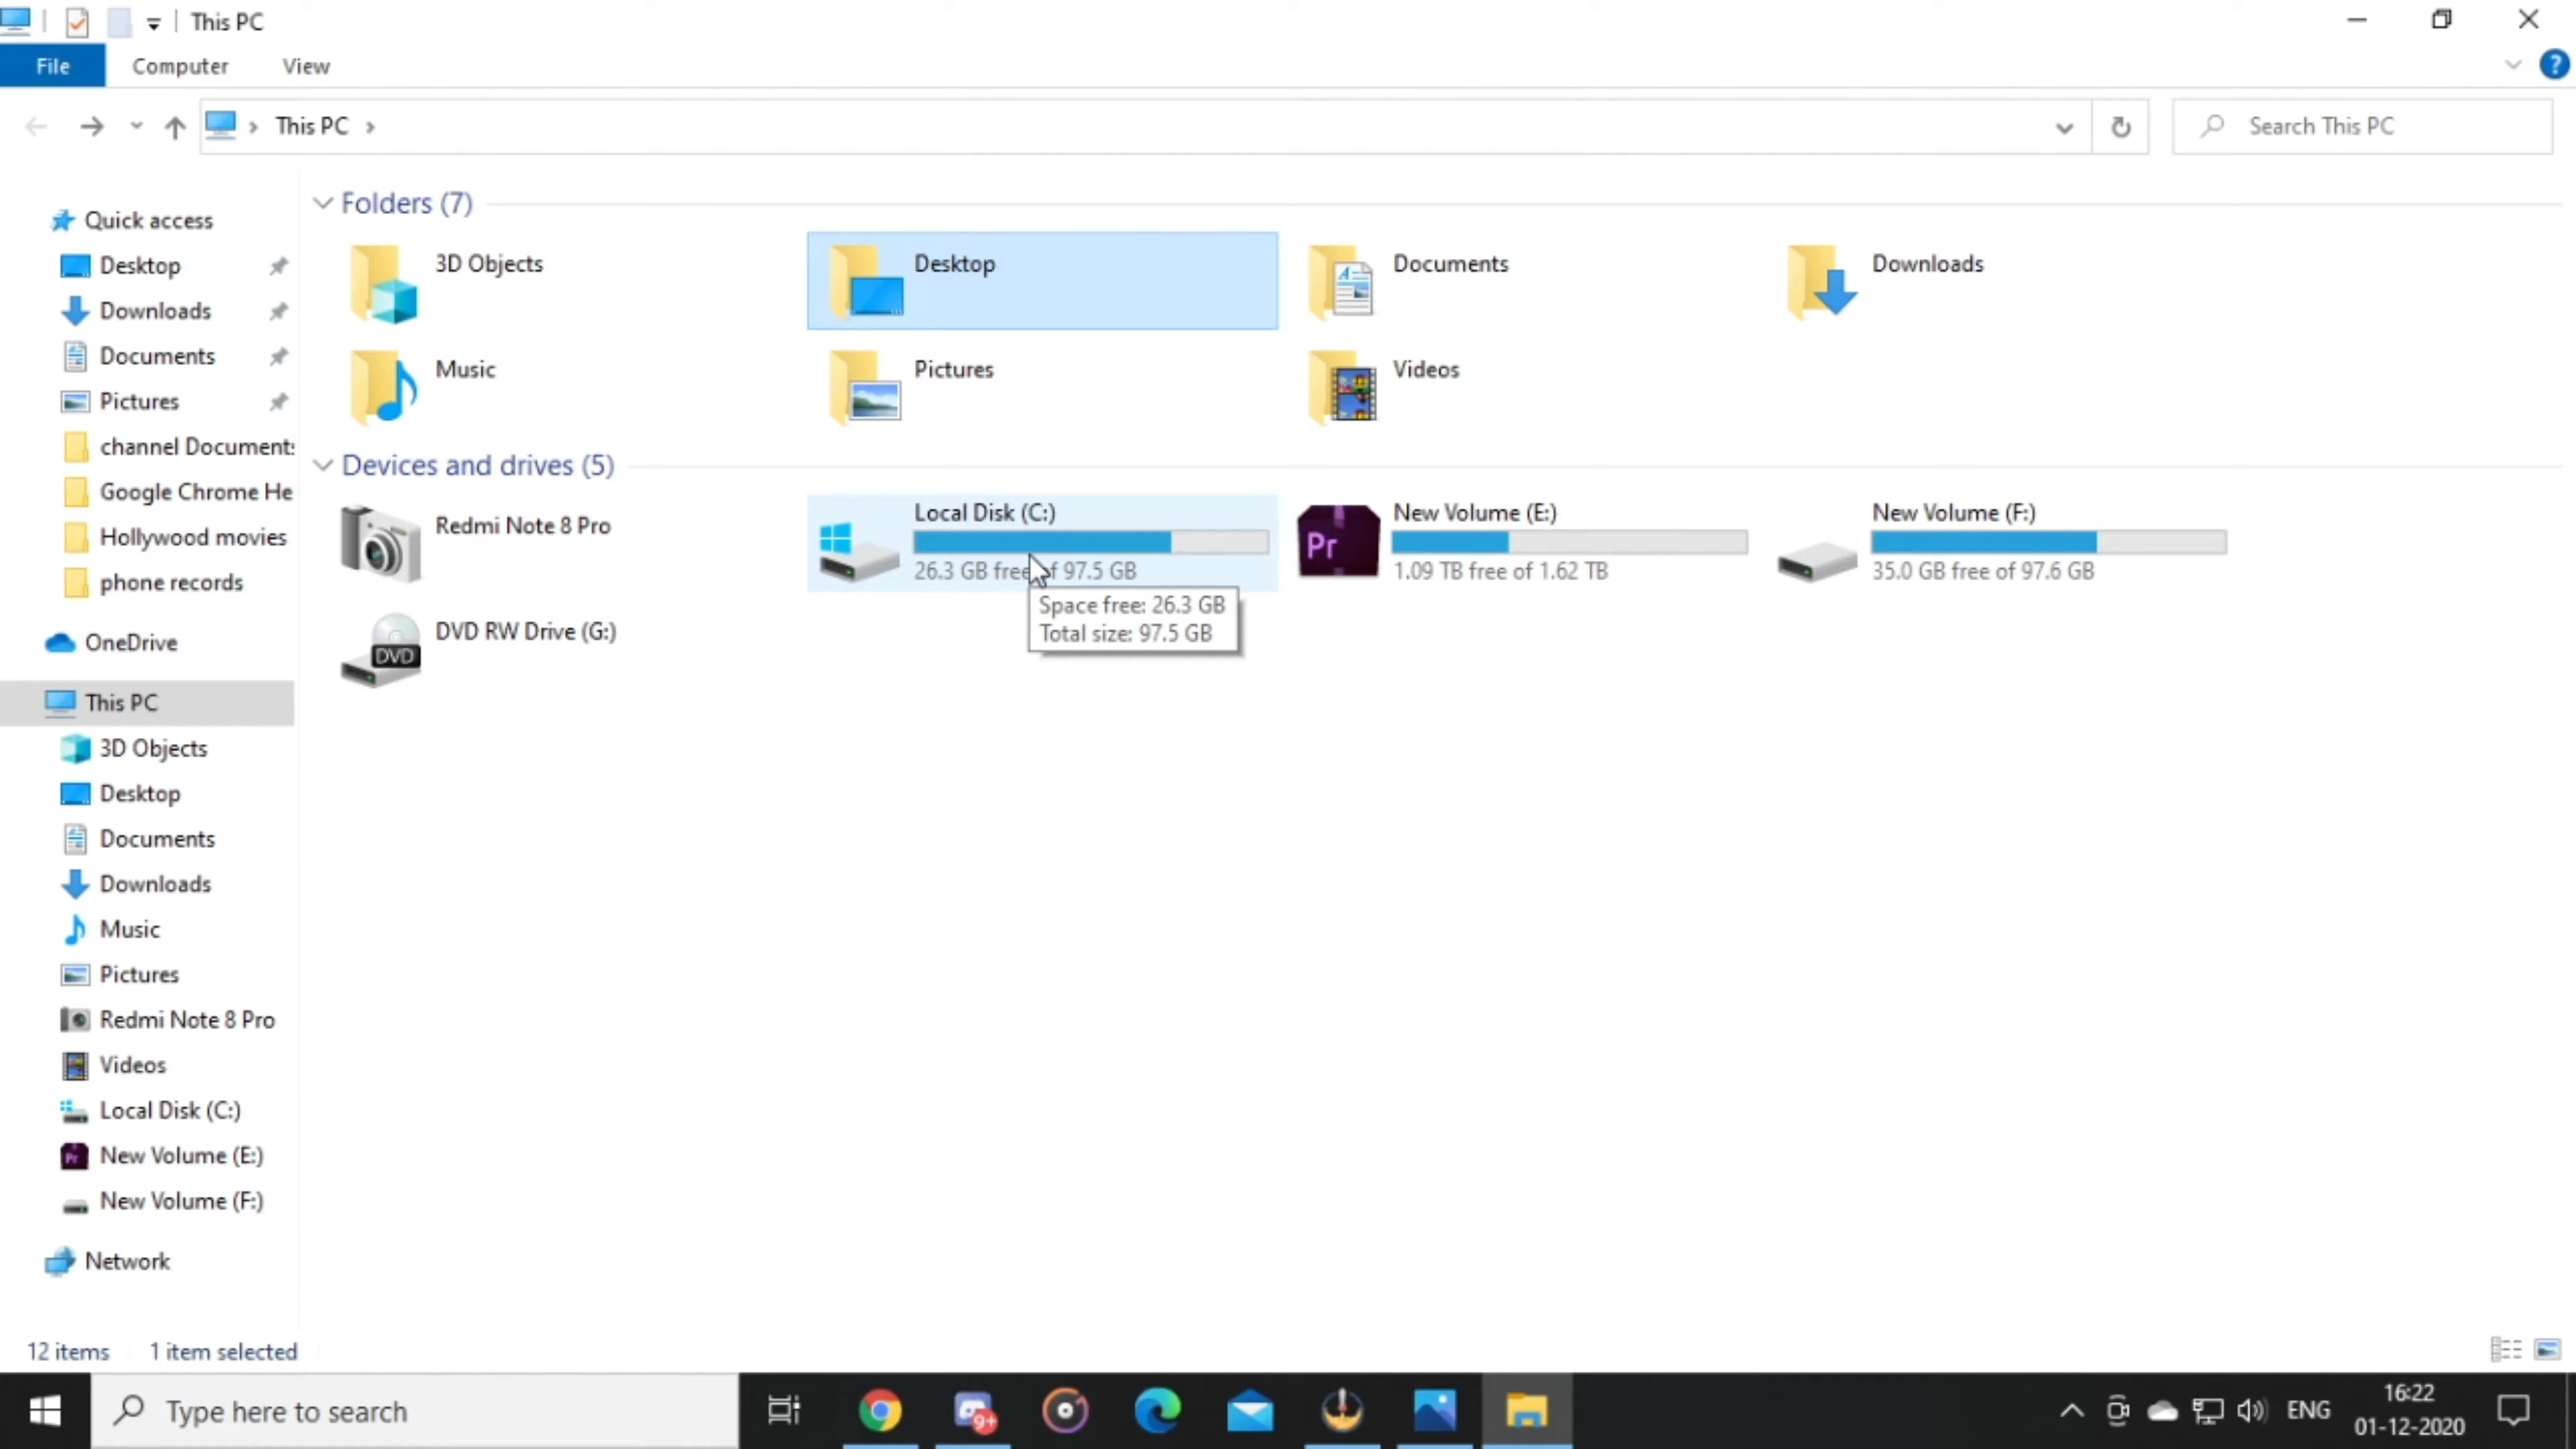 This PC
File
Computer
View
This PC
Search This PC
Quick access
Desktop
Downloads
Documents
Pictures
channel Documents
Google Chrome He
Hollywood movies
phone records
OneDrive
This PC
3D Objects
Desktop
Documents
Downloads
Music
Pictures
Redmi Note 8 Pro
Videos
Local Disk (C:)
New Volume (E:)
New Volume (F:)
Network
Folders (7)
3D Objects
Desktop
Documents
Downloads
Music
Pictures
Videos
Devices and drives (5)
Redmi Note 8 Pro
Local Disk (C:)
26.3 GB free of 97.5 GB
New Volume (E:)
Pr
1.09 TB free of 1.62 TB
New Volume (F:)
35.0 GB free of 97.6 GB
DVD RW Drive (G:)
DVD
Space free: 26.3 GB
Total size: 97.5 GB
12 items
1 item selected
Type here to search
9+
ENG
16:22
01-12-2020